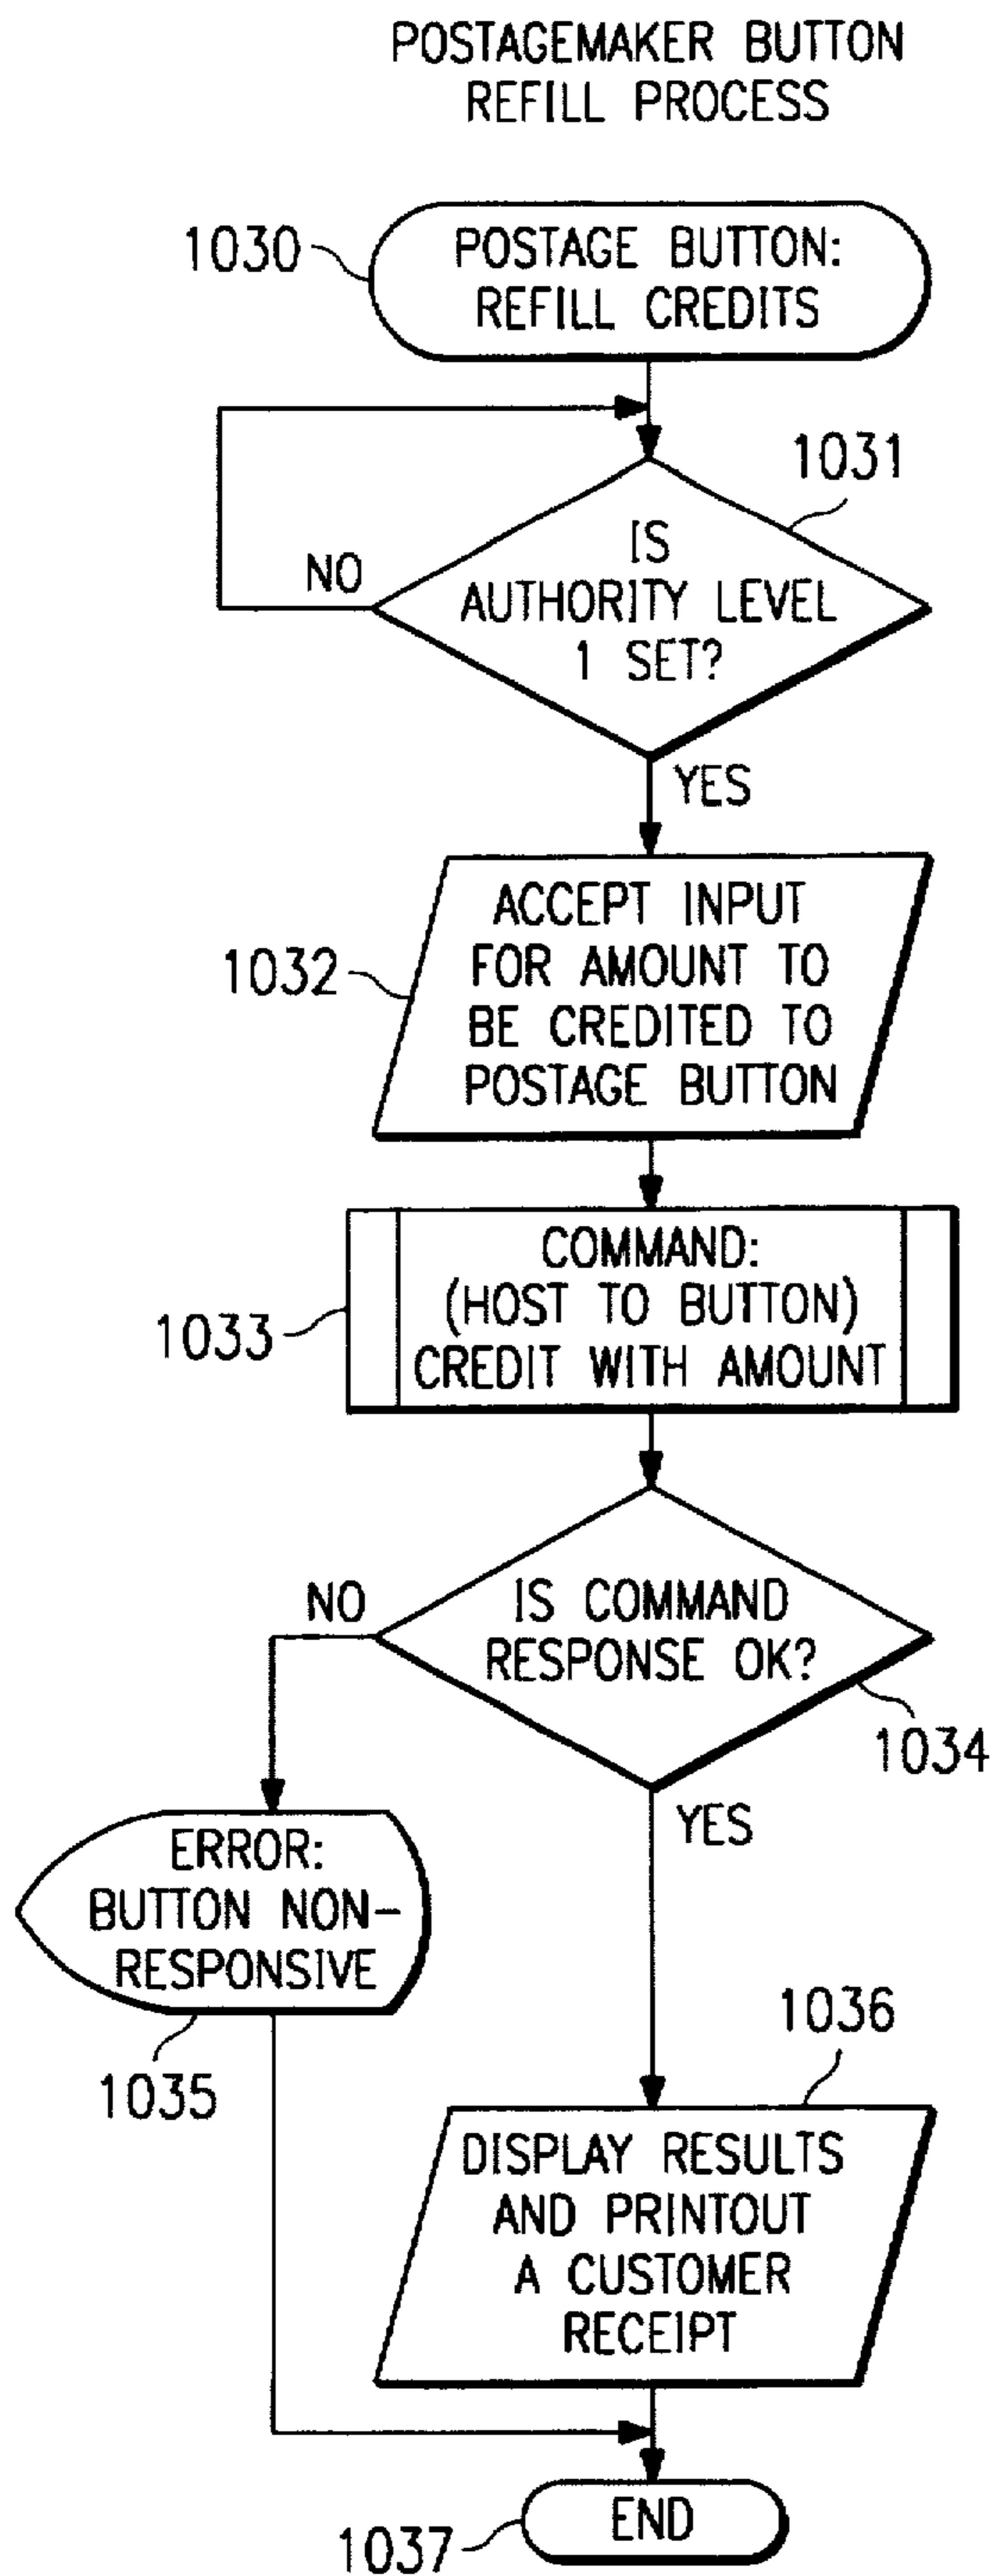 POSTAGEMAKER BUTTON
REFILL PROCESS
1030
POSTAGE BUTTON:
REFILL CREDITS
1031
IS
AUTHORITY LEVEL
1 SET?
NO
YES
1032
ACCEPT INPUT
FOR AMOUNT TO
BE CREDITED TO
POSTAGE BUTTON
1033
COMMAND:
(HOST TO BUTTON)
CREDIT WITH AMOUNT
NO
IS COMMAND
RESPONSE OK?
1034
YES
ERROR:
BUTTON NON-
RESPONSIVE
1035
1036
DISPLAY RESULTS
AND PRINTOUT
A CUSTOMER
RECEIPT
END
1037